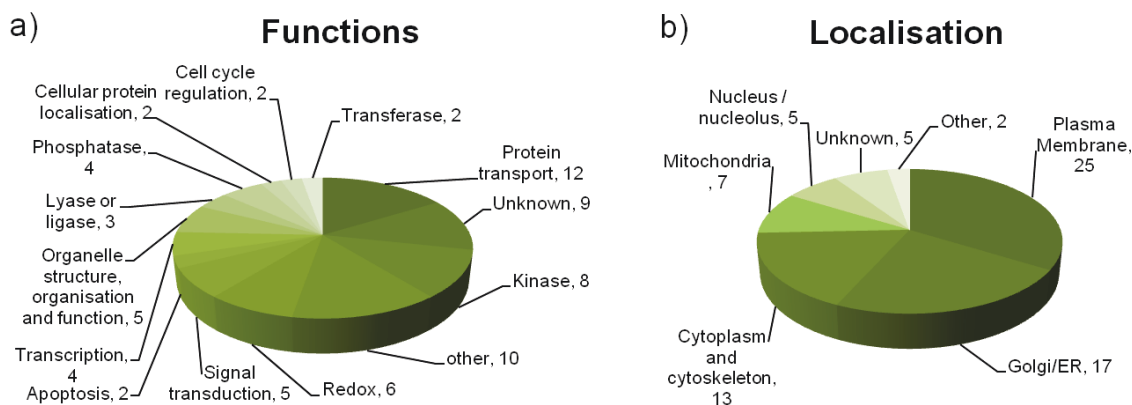 a)
Functions
Cell cycle
regulation, 2
Cellular protein
localisation, 2
Transferase, 2
Phosphatase,
4
Protein
transport, 12
Lyase or
ligase, 3
Unknown, 9
Organelle
structure,
organisation
and function, 5
Kinase, 8
Transcription,
4
Apoptosis, 2
Signal
transduction, 5
Redox, 6
other, 10
b)
Localisation
Nucleus /
nucleolus, 5
Unknown, 5
Other, 2
Plasma
Membrane,
25
Mitochondria
, 7
Cytoplasm
and
cytoskeleton,
13
Golgi/ER, 17